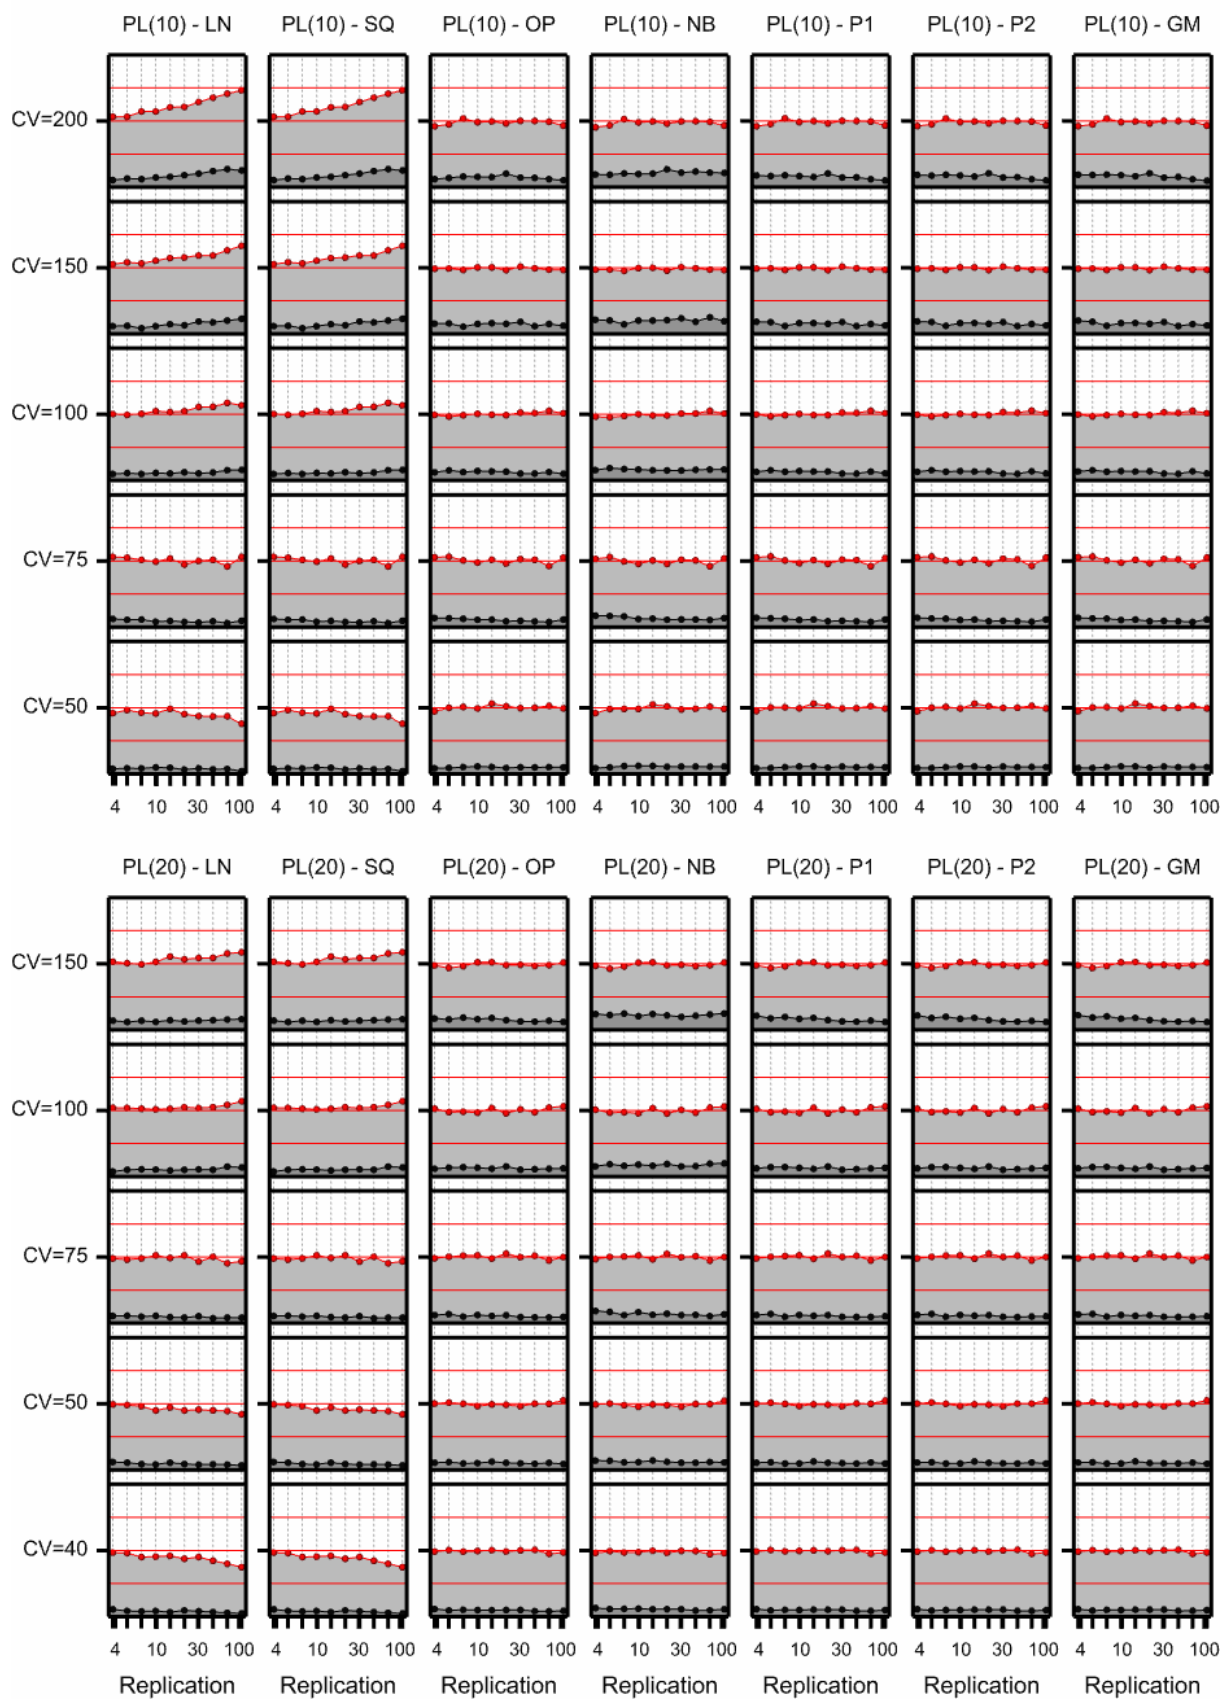 PL(10) - LN PL(10) - SQ PL(10) - OP PL(10) - NB PL(10) - P1 PL(10) - P2 PL(10) - GM
CV=200
CV=150
CV=100
CV=75
CV=50
4 10 30 100 4 10 30 100 4 10 30 100 4 10 30 100 4 10 30 100 4 10 30 100 4 10 30 100
PL(20) - LN PL(20) - SQ PL(20) - OP PL(20) - NB PL(20) - P1 PL(20) - P2 PL(20) - GM
CV=150
CV=100
CV=75
CV=50
CV=40
4 10 30 100 4 10 30 100 4 10 30 100 4 10 30 100 4 10 30 100 4 10 30 100 4 10 30 100
Replication Replication Replication Replication Replication Replication Replication